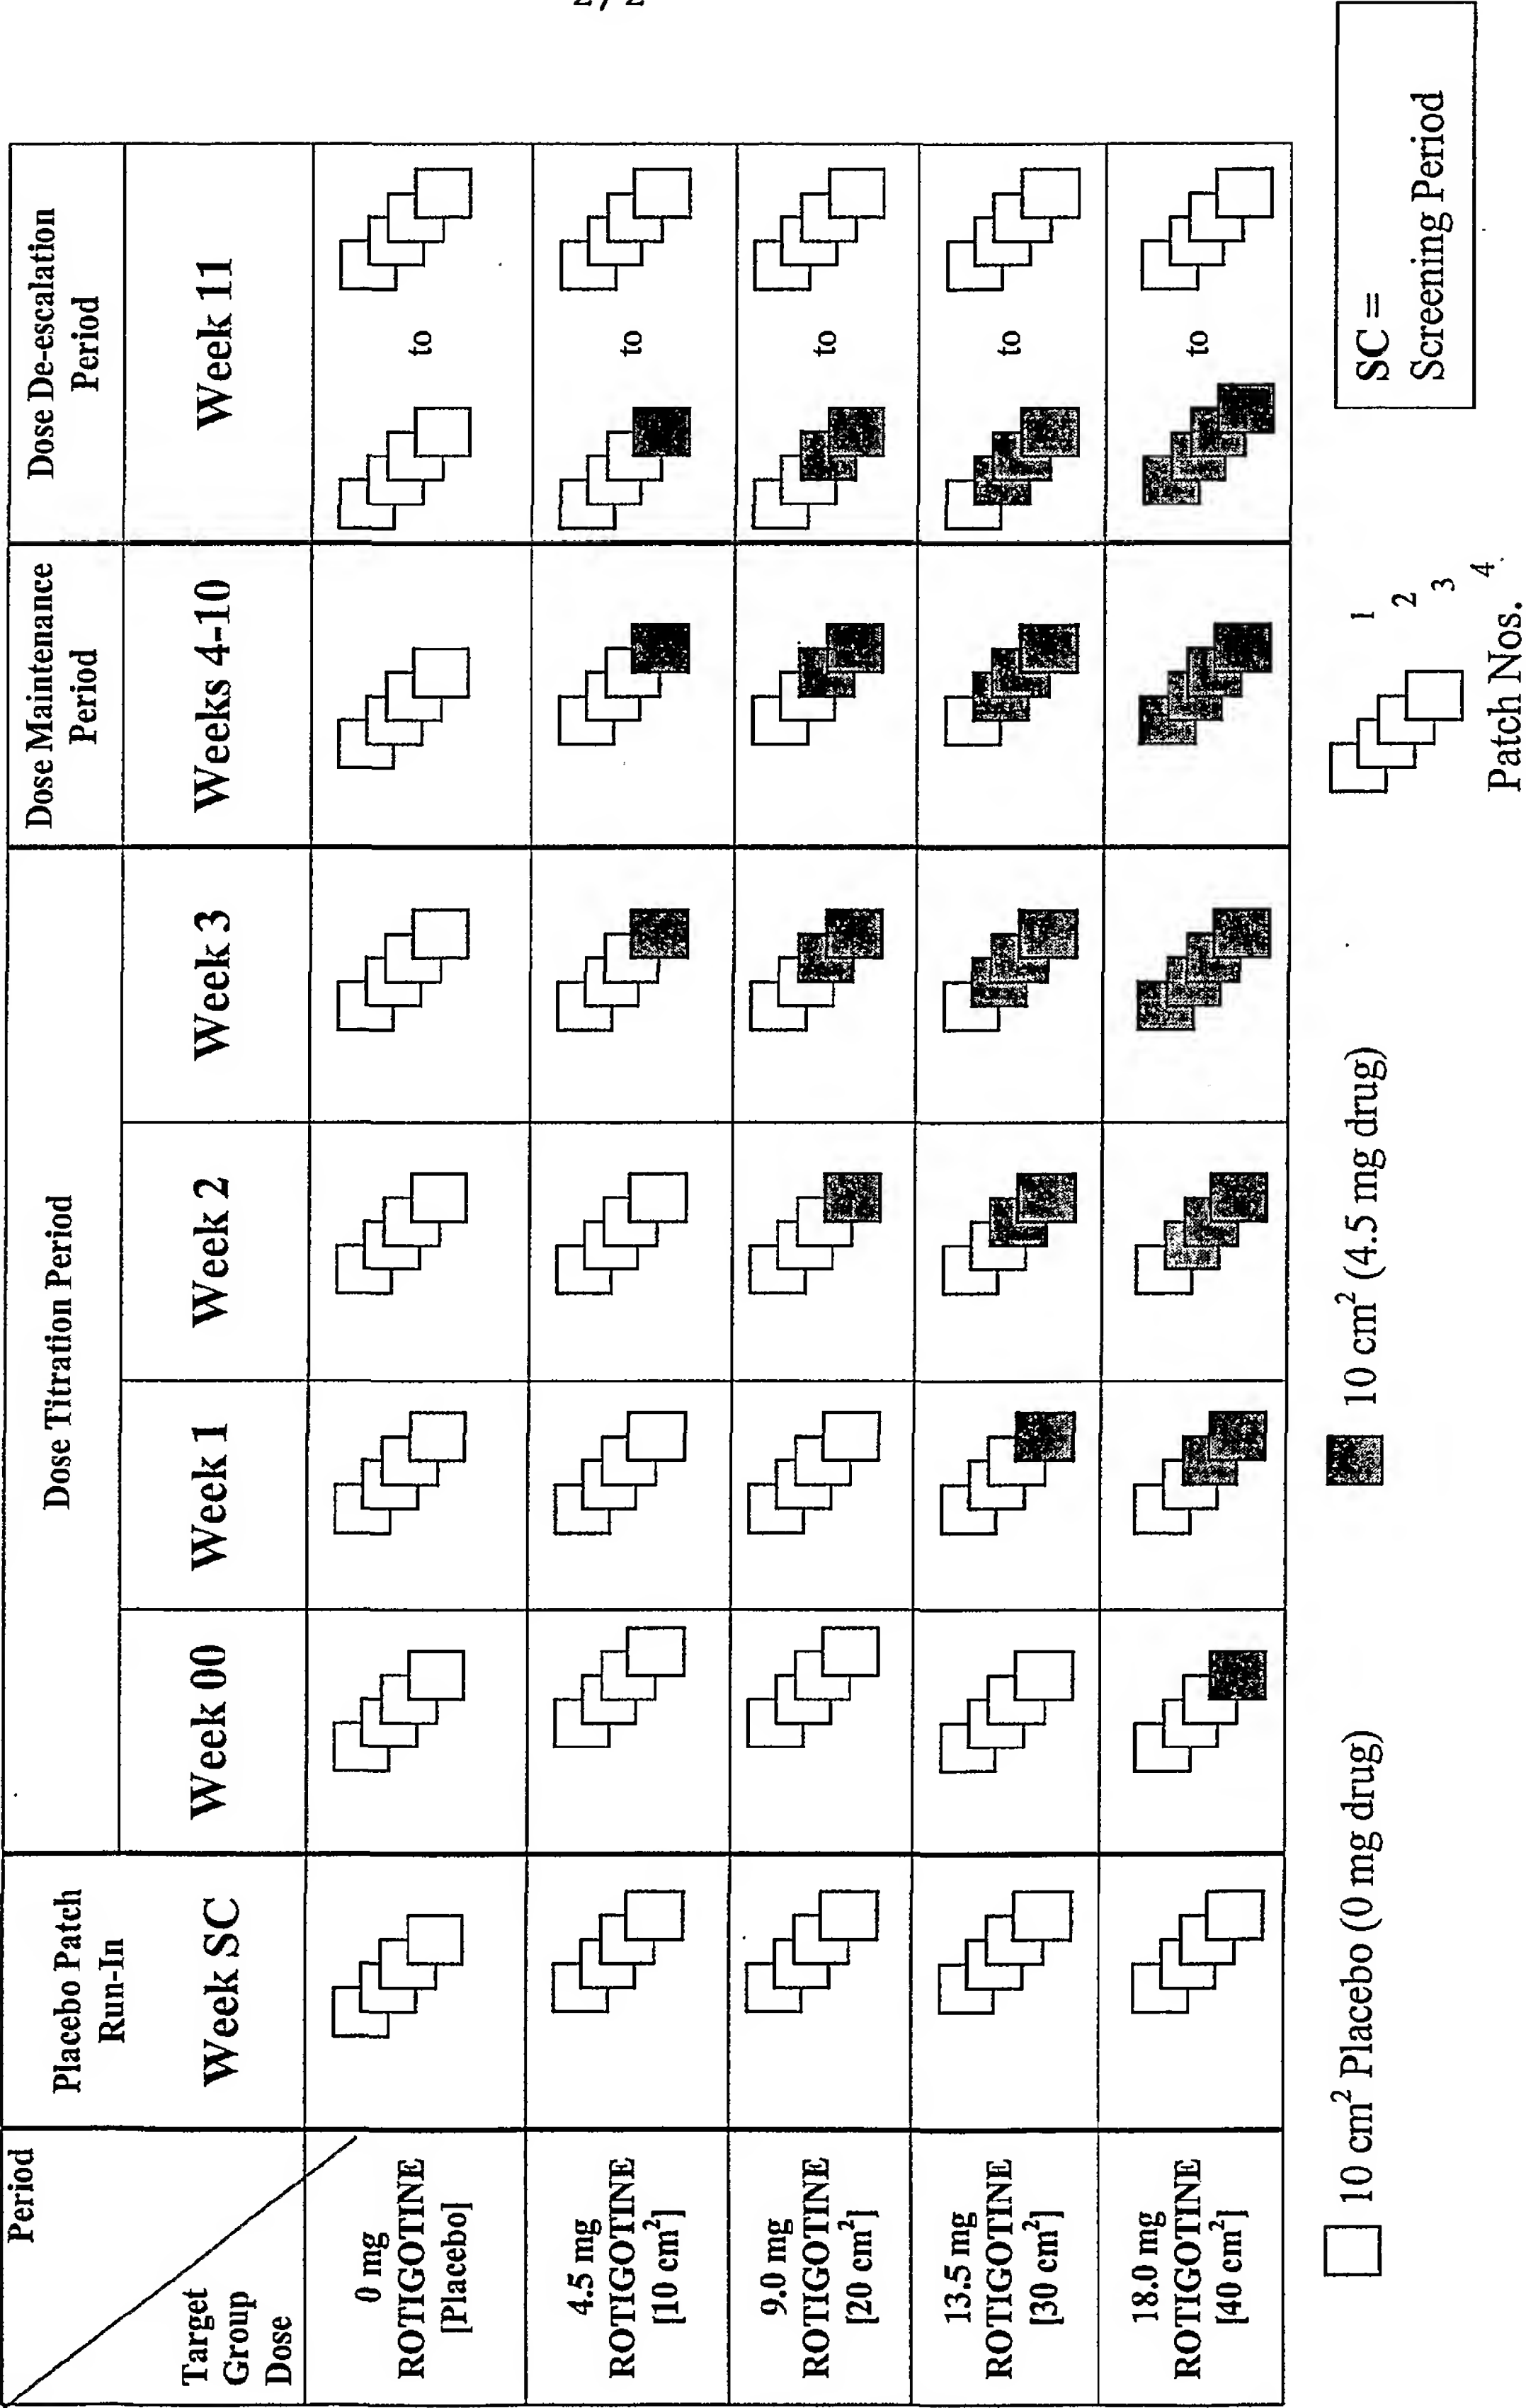 Period
Target
Group
Dose
Placebo Patch
Run-In
Week SC
Dose Titration Period
Week 00
Week 1
Week 2
Week 3
Dose Maintenance
Period
Weeks 4-10
Dose De-escalation
Period
Week 11
0 mg
ROTIGOTINE
[Placebo]
to
4.5 mg
ROTIGOTINE
[10 cm²]
to
9.0 mg
ROTIGOTINE
[20 cm²]
to
13.5 mg
ROTIGOTINE
[30 cm²]
to
18.0 mg
ROTIGOTINE
[40 cm²]
to
10 cm² Placebo (0 mg drug)
10 cm² (4.5 mg drug)
1
2
3
4
Patch Nos.
SC =
Screening Period